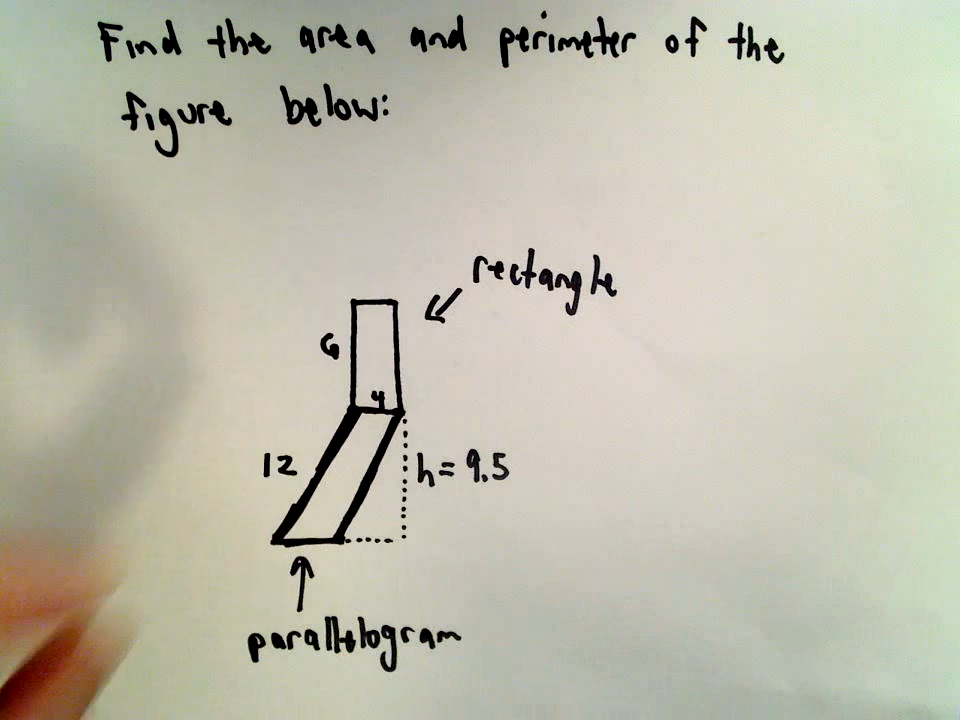 Find the area and perimeter of the
figure below:
rectangle
6
4
12
h = 9.5
parallelogram